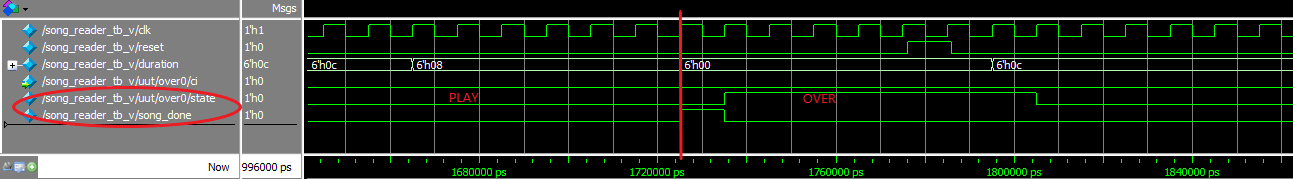 Msgs
/song_reader_tb_v/clk 1'h1
/song_reader_tb_v/reset 1'h0
/song_reader_tb_v/duration 6'h0c 6'h0c 6'h08 6'h00 6'h0c
/song_reader_tb_v/uut/over0/ci 1'h0
/song_reader_tb_v/uut/over0/state 1'h0 PLAY OVER
/song_reader_tb_v/song_done 1'h0
Now 996000 ps 1680000 ps 1720000 ps 1760000 ps 1800000 ps 1840000 ps